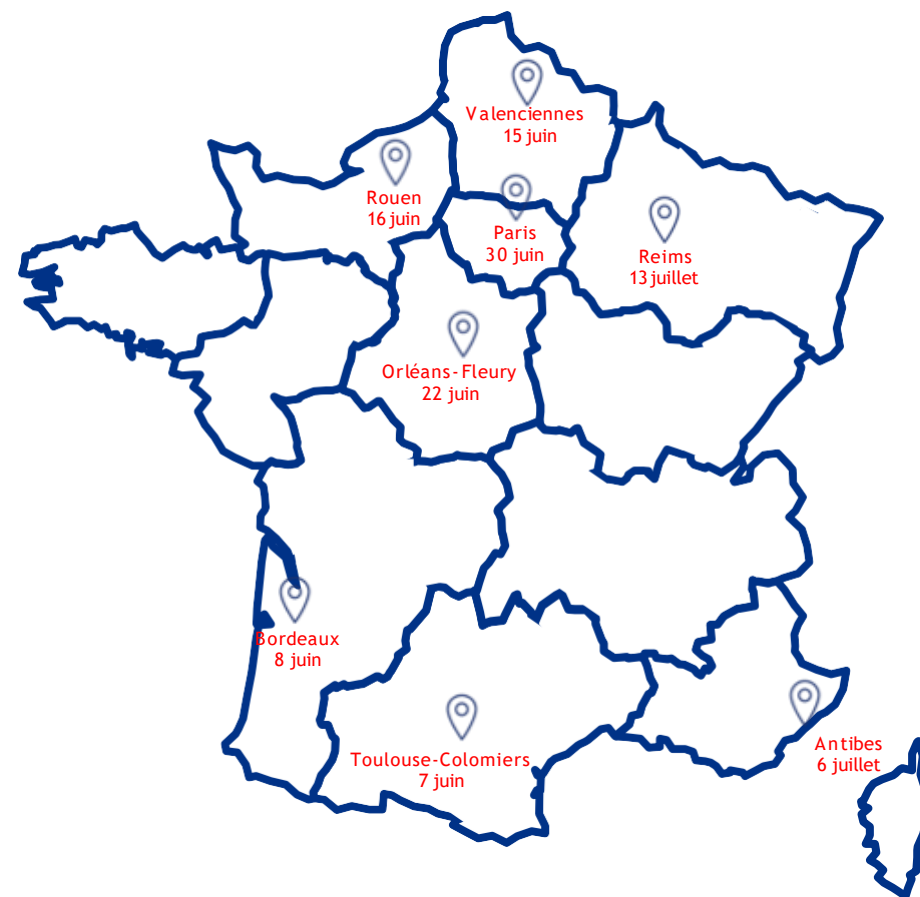 Valenciennes
15 juin
Rouen
16 juin
Paris
30 juin
Reims
13 juillet
Orléans-Fleury
22 juin
Bordeaux
8 juin
Toulouse-Colomiers
7 juin
Antibes
6 juillet